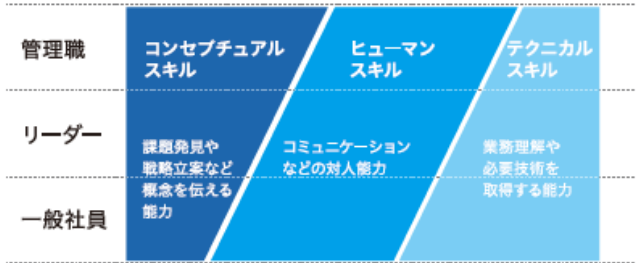 管理職
コンセプチュアル
スキル
ヒューマン
スキル
テクニカル
スキル
リーダー
課題発見や
戦略立案など
概念を伝える
能力
コミュニケーション
などの対人能力
業務理解や
必要技術を
取得する能力
一般社員